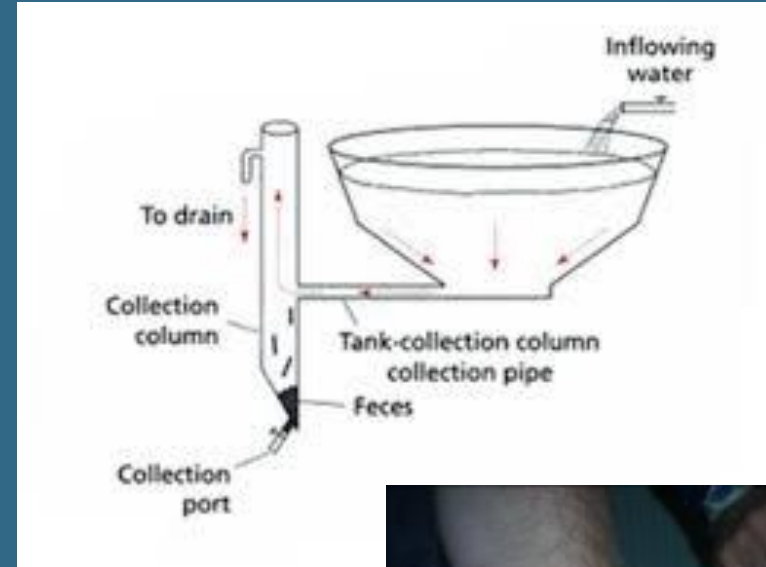 Inflowing
water
To drain
Collection
column
Tank-collection column
collection pipe
Feces
Collection
port